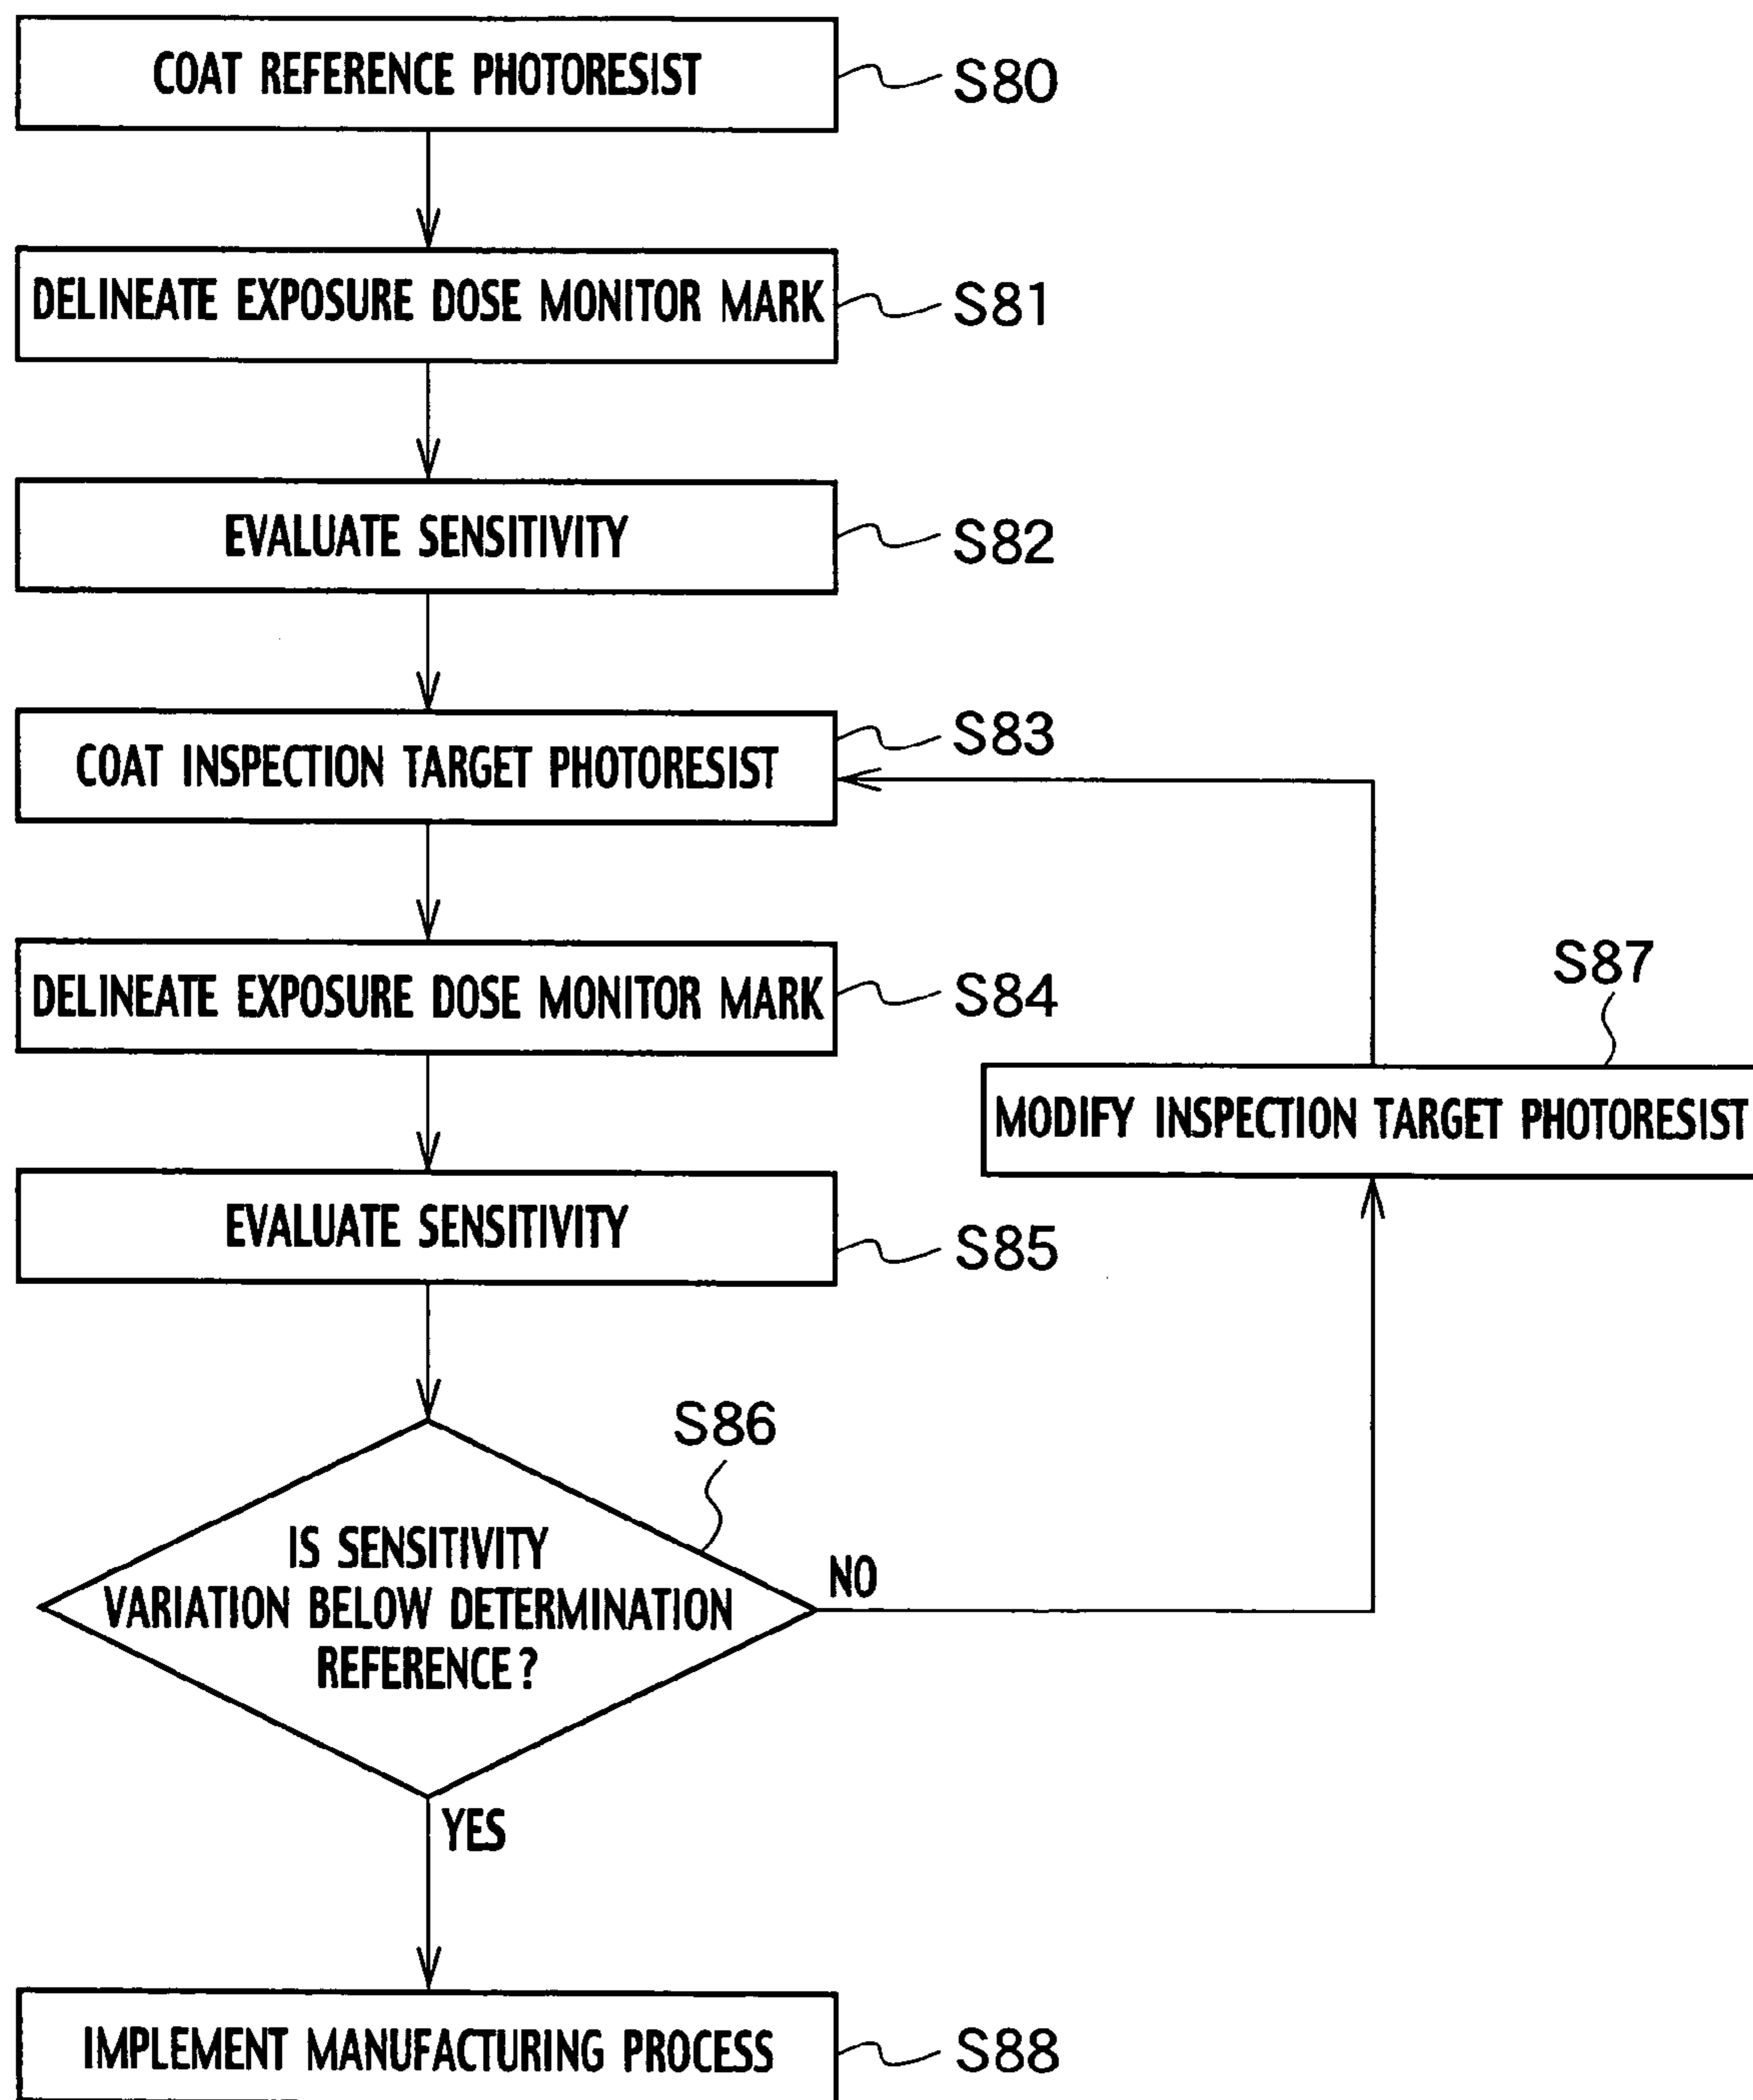 COAT REFERENCE PHOTORESIST
S80
DELINEATE EXPOSURE DOSE MONITOR MARK
S81
EVALUATE SENSITIVITY
S82
COAT INSPECTION TARGET PHOTORESIST
S83
DELINEATE EXPOSURE DOSE MONITOR MARK
S84
S87
MODIFY INSPECTION TARGET PHOTORESIST
EVALUATE SENSITIVITY
S85
S86
IS SENSITIVITY
VARIATION BELOW DETERMINATION
REFERENCE?
NO
YES
IMPLEMENT MANUFACTURING PROCESS
S88